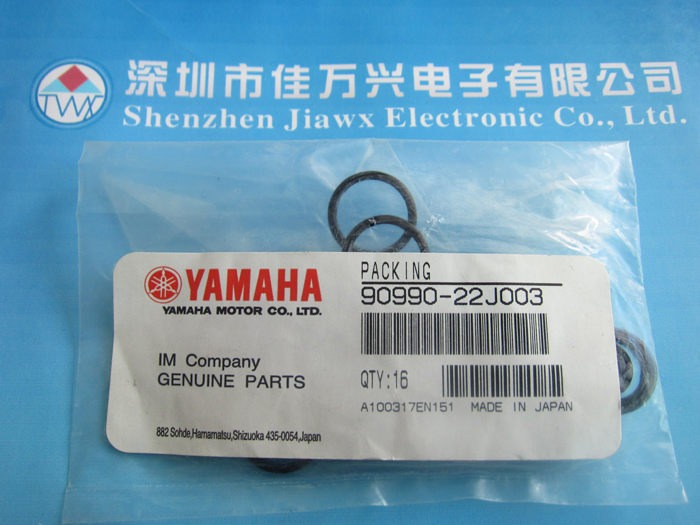 深圳市佳万兴电子有限公司
TWX
Shenzhen Jiawx Electronic Co., Ltd.
YAMAHA
YAMAHA MOTOR CO., LTD.
IM Company
GENUINE PARTS
882 Sohde,Hamamatsu,Shizuoka 435-0054,Japan
PACKING
90990-22J003
QTY:16
A100317EN151 MADE IN JAPAN